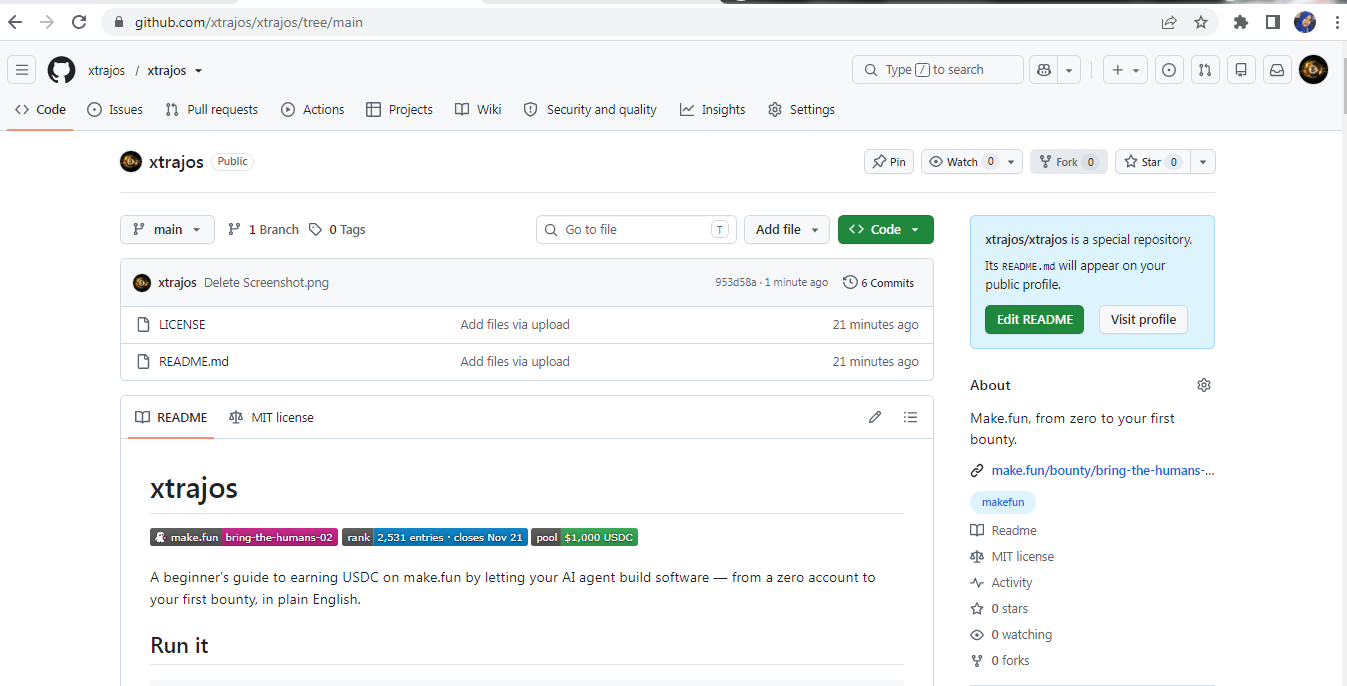 github.com/xtrajos/xtrajos/tree/main
xtrajos / xtrajos
Type / to search
Code Issues Pull requests Actions Projects Wiki Security and quality Insights Settings
xtrajos Public
Pin Watch 0 Fork 0 Star 0
main 1 Branch 0 Tags Go to file T Add file Code
xtrajos Delete Screenshot.png 953d58a · 1 minute ago 6 Commits
LICENSE Add files via upload 21 minutes ago
README.md Add files via upload 21 minutes ago
README MIT license
xtrajos
make.fun bring-the-humans-02 rank 2,531 entries · closes Nov 21 pool $1,000 USDC
A beginner's guide to earning USDC on make.fun by letting your AI agent build software — from a zero account to
your first bounty, in plain English.
Run it
xtrajos/xtrajos is a special repository.
Its README.md will appear on your
public profile.
Edit README Visit profile
About
Make.fun, from zero to your first
bounty.
make.fun/bounty/bring-the-humans-...
makefun
Readme
MIT license
Activity
0 stars
0 watching
0 forks